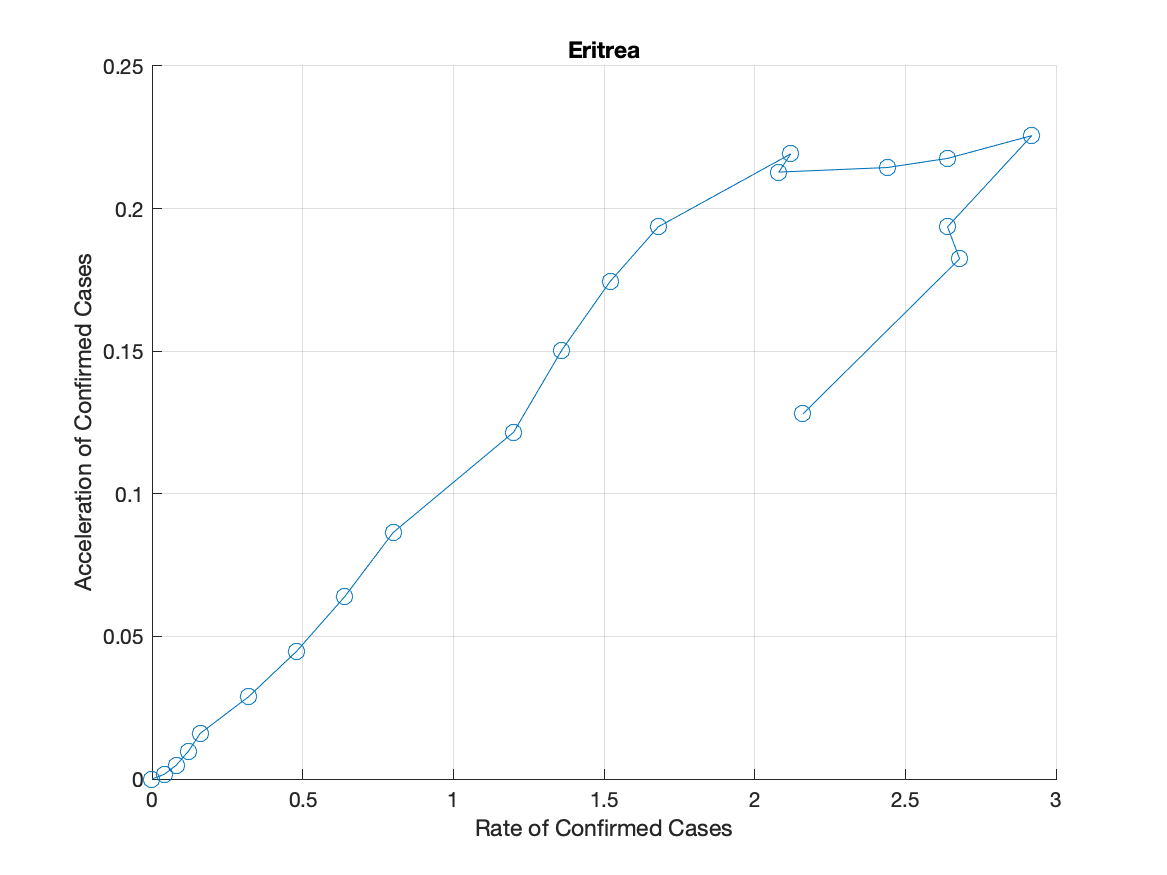 Eritrea
0.25
0.2
0.15
0.1
0.05
0
Acceleration of Confirmed Cases
0 0.5 1 1.5 2 2.5 3
Rate of Confirmed Cases